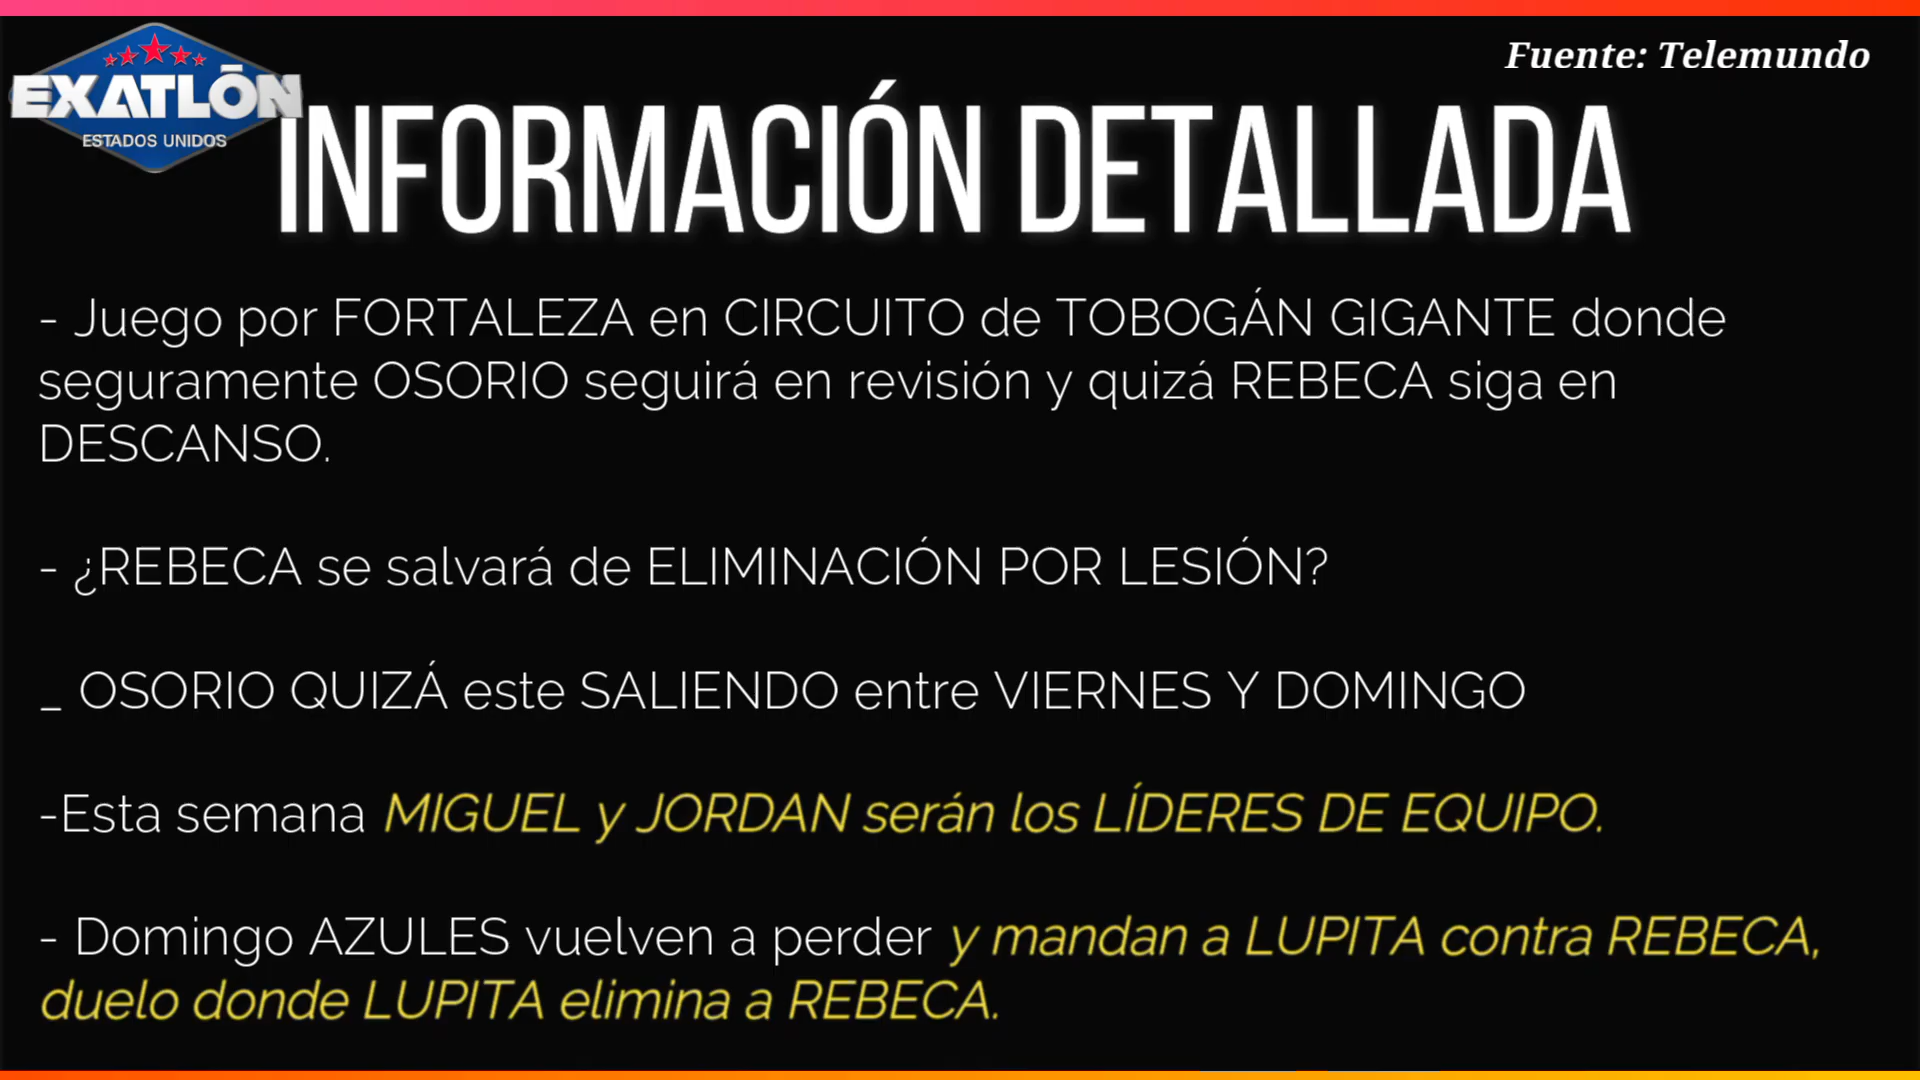 EXATLÓN
ESTADOS UNIDOS
Fuente: Telemundo
INFORMACIÓN DETALLADA
- Juego por FORTALEZA en CIRCUITO de TOBOGÁN GIGANTE donde
seguramente OSORIO seguirá en revisión y quizá REBECA siga en
DESCANSO.
- ¿REBECA se salvará de ELIMINACIÓN POR LESIÓN?
_ OSORIO QUIZÁ este SALIENDO entre VIERNES Y DOMINGO
-Esta semana MIGUEL y JORDAN serán los LÍDERES DE EQUIPO.
- Domingo AZULES vuelven a perder y mandan a LUPITA contra REBECA,
duelo donde LUPITA elimina a REBECA.